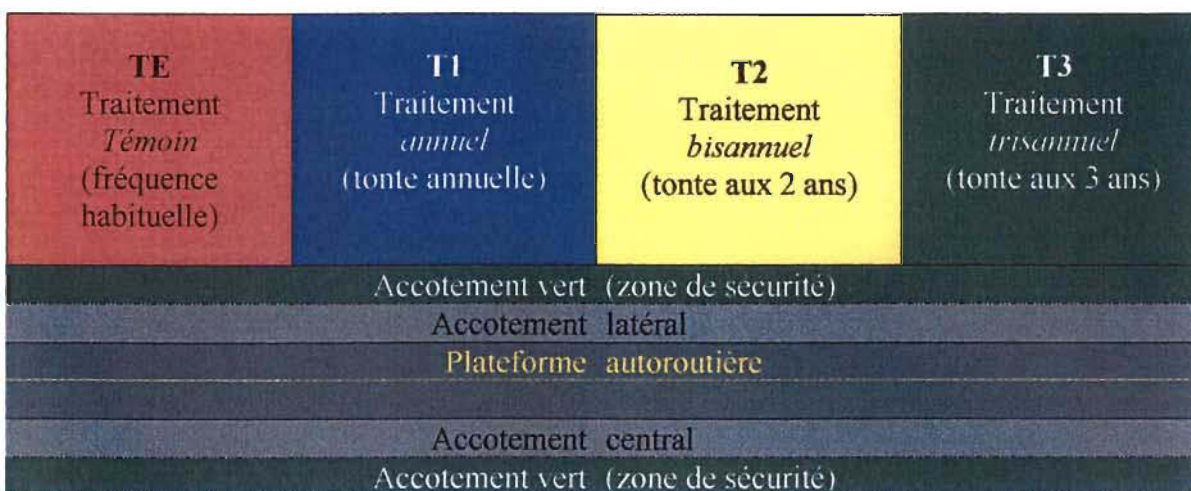 TE
Traitement
Témoin
(fréquence
habituelle)
T1
Traitement
annuel
(tonte annuelle)
T2
Traitement
bisannuel
(tonte aux 2 ans)
T3
Traitement
trisannuel
(tonte aux 3 ans)
Accotement vert (zone de sécurité)
Accotement latéral
Plateforme autoroutière
Accotement central
Accotement vert (zone de sécurité)